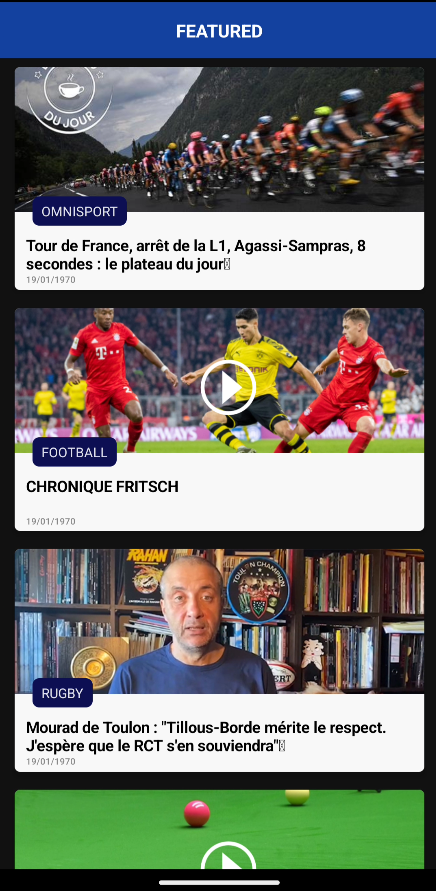 FEATURED
DU JOUR
OMNISPORT
Tour de France, arrêt de la L1, Agassi-Sampras, 8
secondes : le plateau du jour
19/01/1970
FOOTBALL
CHRONIQUE FRITSCH
19/01/1970
RAHAN
TOULON CHAMPION
RUGBY
Mourad de Toulon : "Tillous-Borde mérite le respect.
J'espère que le RCT s'en souviendra"
19/01/1970